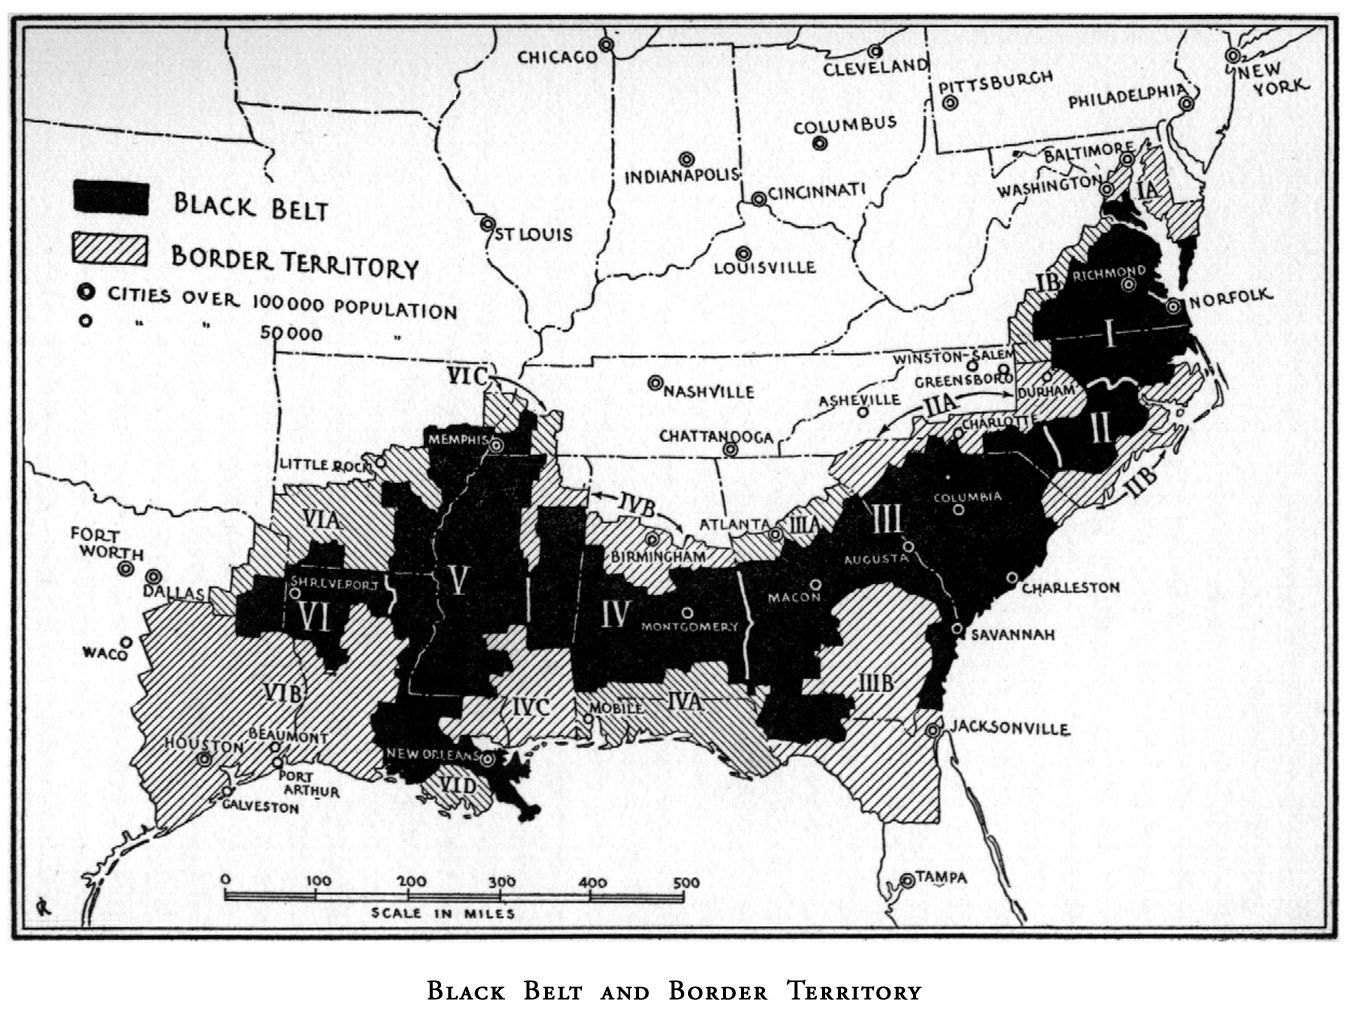 CHICAGO
CLEVELAND
PITTSBURGH
NEW
YORK
PHILADELPHIA
COLUMBUS
BALTIMORE
INDIANAPOLIS
CINCINNATI
WASHINGTON
IA
BLACK BELT
ST LOUIS
BORDER TERRITORY
LOUISVILLE
IB
RICHMOND
CITIES OVER 100000 POPULATION
NORFOLK
" " 50000 "
I
WINSTON-SALEM
VIC
NASHVILLE
GREENSBORO
DURHAM
ASHEVILLE
IIA
MEMPHIS
CHATTANOOGA
CHARLOTTE
II
LITTLE ROCK
IIB
IVB
COLUMBIA
VIA
ATLANTA
IIIA
III
FORT
WORTH
BIRMINGHAM
AUGUSTA
DALLAS
SHREVEPORT
V
CHARLESTON
VI
IV
MACON
MONTGOMERY
SAVANNAH
WACO
VIB
IVC
MOBILE
IVA
IIIB
JACKSONVILLE
HOUSTON
BEAUMONT
NEW ORLEANS
PORT
ARTHUR
VID
GALVESTON
TAMPA
0 100 200 300 400 500
SCALE IN MILES
BLACK BELT AND BORDER TERRITORY